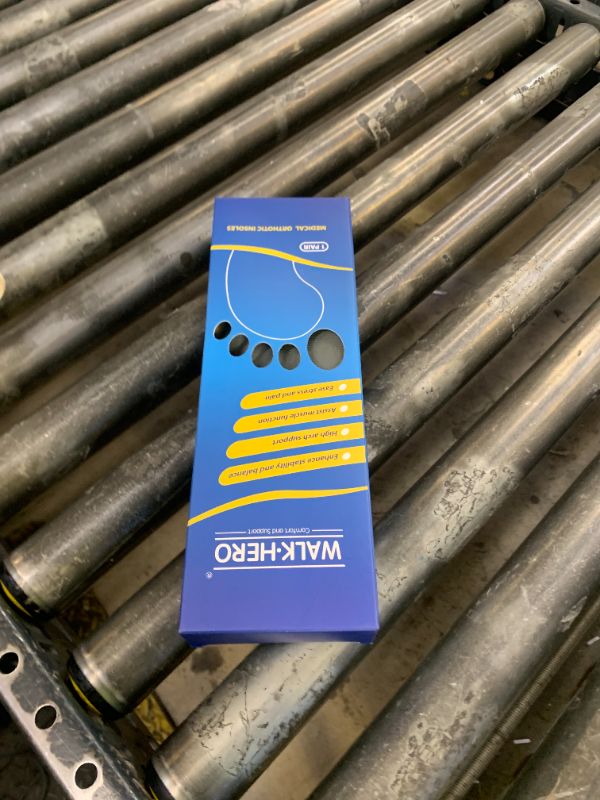 WALK·HERO®
Comfort and Support
Enhance stability and balance
High arch support
Assist muscle function
Ease stress and pain
1 PAIR
MEDICAL ORTHOTIC INSOLES